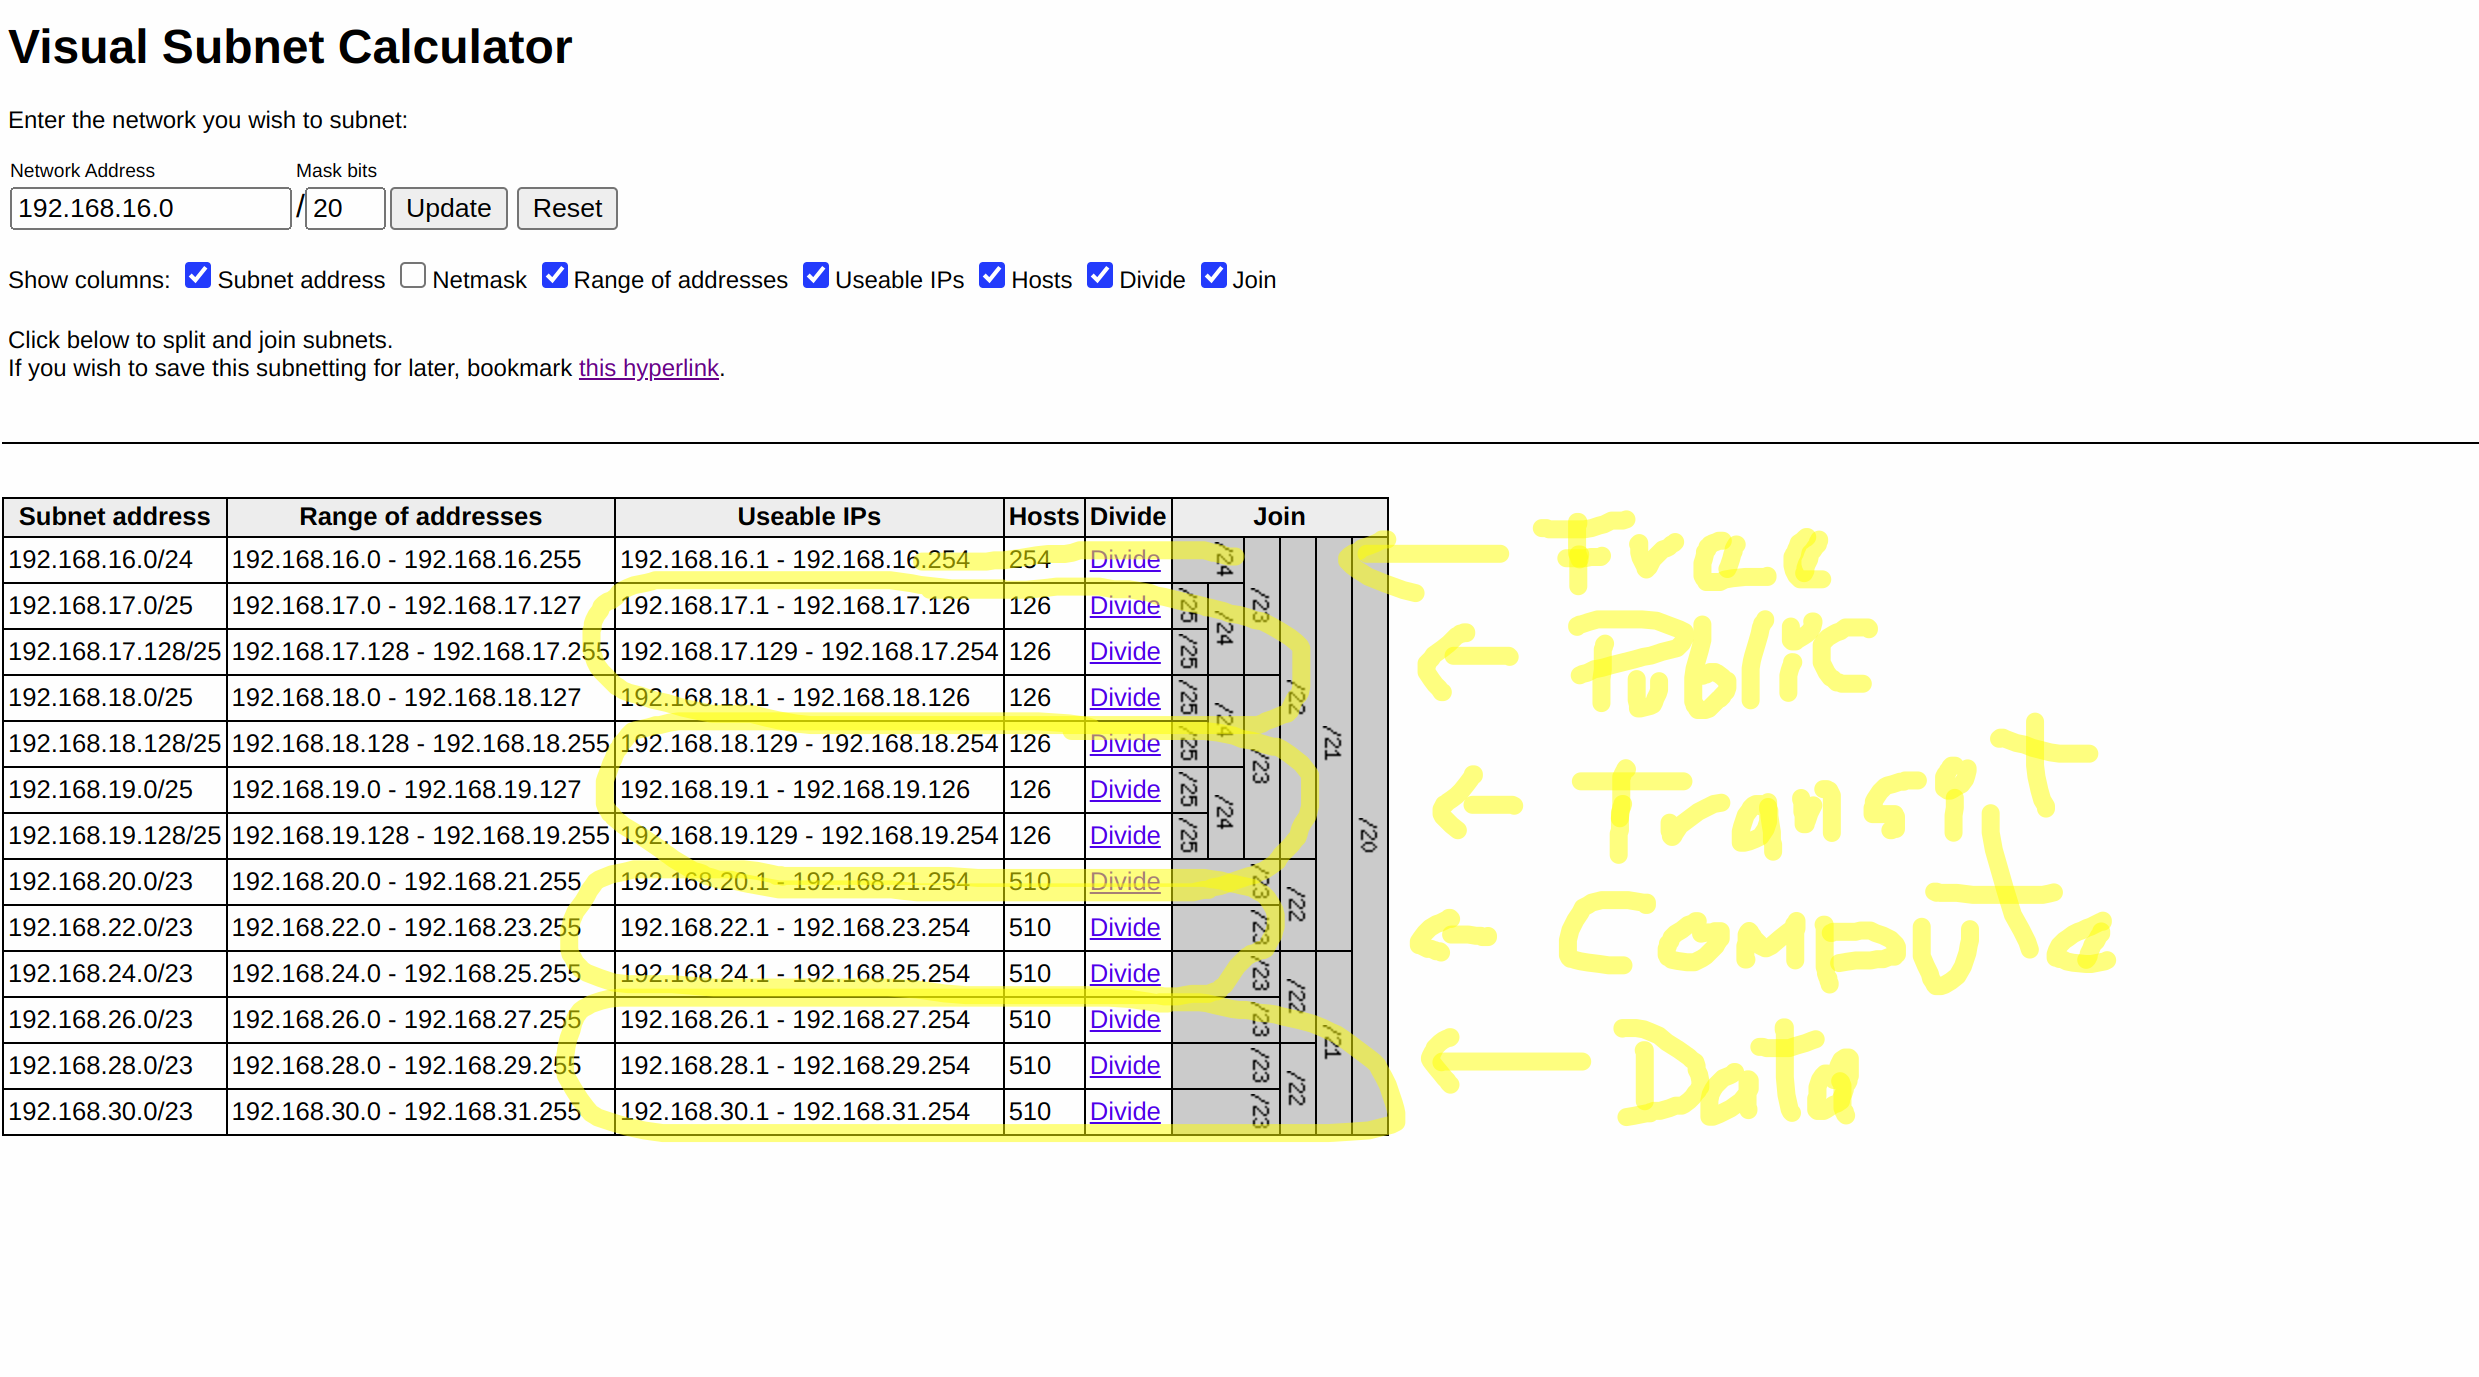 Visual Subnet Calculator
Enter the network you wish to subnet:
Network Address Mask bits
192.168.16.0 / 20 Update Reset
Show columns: Subnet address Netmask Range of addresses Useable IPs Hosts Divide Join
Click below to split and join subnets.
If you wish to save this subnetting for later, bookmark this hyperlink.
Subnet address Range of addresses Useable IPs Hosts Divide Join
192.168.16.0/24 192.168.16.0 - 192.168.16.255 192.168.16.1 - 192.168.16.254 254 Divide /24 /23 /22 /21 /20 Free
192.168.17.0/25 192.168.17.0 - 192.168.17.127 192.168.17.1 - 192.168.17.126 126 Divide /25 /24
192.168.17.128/25 192.168.17.128 - 192.168.17.255 192.168.17.129 - 192.168.17.254 126 Divide /25 Public
192.168.18.0/25 192.168.18.0 - 192.168.18.127 192.168.18.1 - 192.168.18.126 126 Divide /25 /24 /23
192.168.18.128/25 192.168.18.128 - 192.168.18.255 192.168.18.129 - 192.168.18.254 126 Divide /25
192.168.19.0/25 192.168.19.0 - 192.168.19.127 192.168.19.1 - 192.168.19.126 126 Divide /25 /24 Transit
192.168.19.128/25 192.168.19.128 - 192.168.19.255 192.168.19.129 - 192.168.19.254 126 Divide /25
192.168.20.0/23 192.168.20.0 - 192.168.21.255 192.168.20.1 - 192.168.21.254 510 Divide /23 /22
192.168.22.0/23 192.168.22.0 - 192.168.23.255 192.168.22.1 - 192.168.23.254 510 Divide /23 Compute
192.168.24.0/23 192.168.24.0 - 192.168.25.255 192.168.24.1 - 192.168.25.254 510 Divide /23 /22 /21
192.168.26.0/23 192.168.26.0 - 192.168.27.255 192.168.26.1 - 192.168.27.254 510 Divide /23
192.168.28.0/23 192.168.28.0 - 192.168.29.255 192.168.28.1 - 192.168.29.254 510 Divide /23 /22 Data
192.168.30.0/23 192.168.30.0 - 192.168.31.255 192.168.30.1 - 192.168.31.254 510 Divide /23